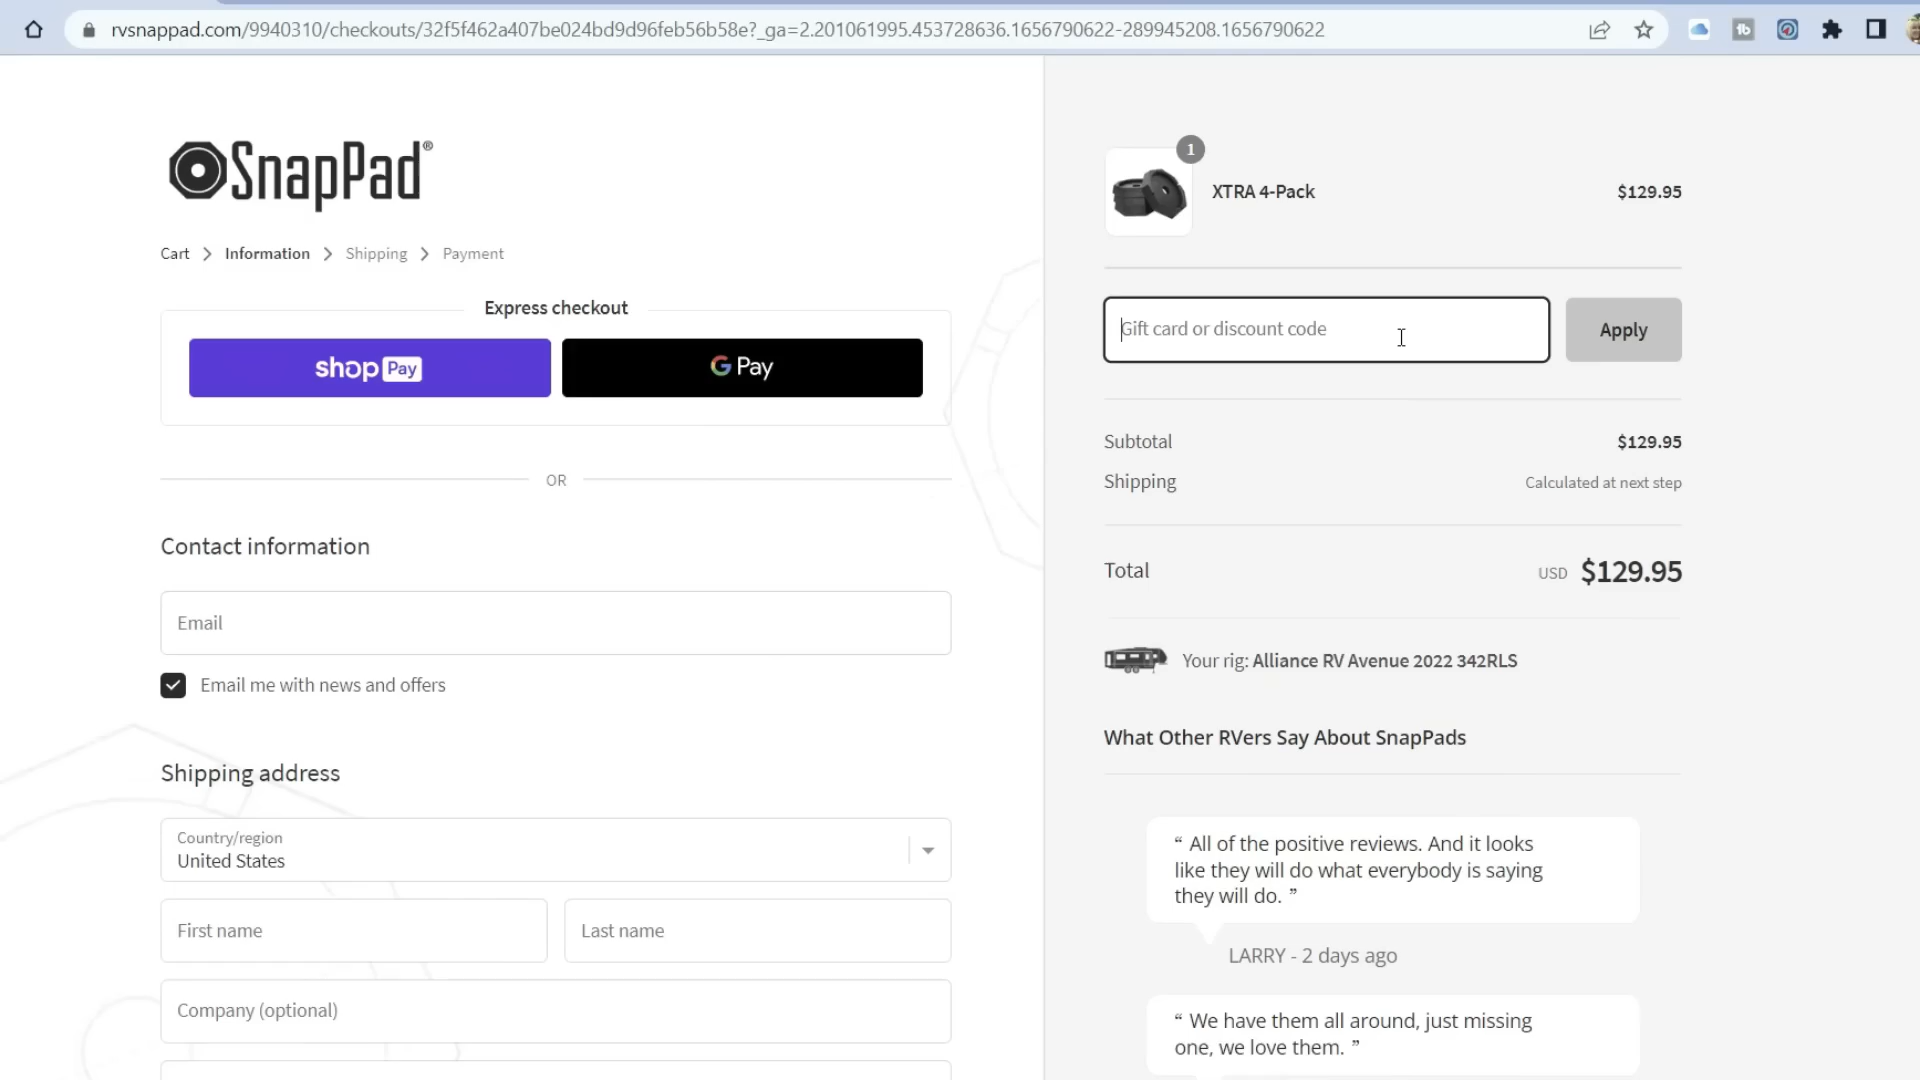 rvsnappad.com/9940310/checkouts/32f5f462a407be024bd9d96feb56b58e?_ga=2.201061995.453728636.1656790622-289945208.1656790622
tb
SnapPad®
Cart > Information > Shipping > Payment
Express checkout
shop Pay
G Pay
OR
Contact information
Email
Email me with news and offers
Shipping address
Country/region
United States
First name
Last name
Company (optional)
1
XTRA 4-Pack
$129.95
Gift card or discount code
Apply
Subtotal
$129.95
Shipping
Calculated at next step
Total
USD $129.95
Your rig: Alliance RV Avenue 2022 342RLS
What Other RVers Say About SnapPads
“ All of the positive reviews. And it looks
like they will do what everybody is saying
they will do. ”
LARRY - 2 days ago
“ We have them all around, just missing
one, we love them. ”